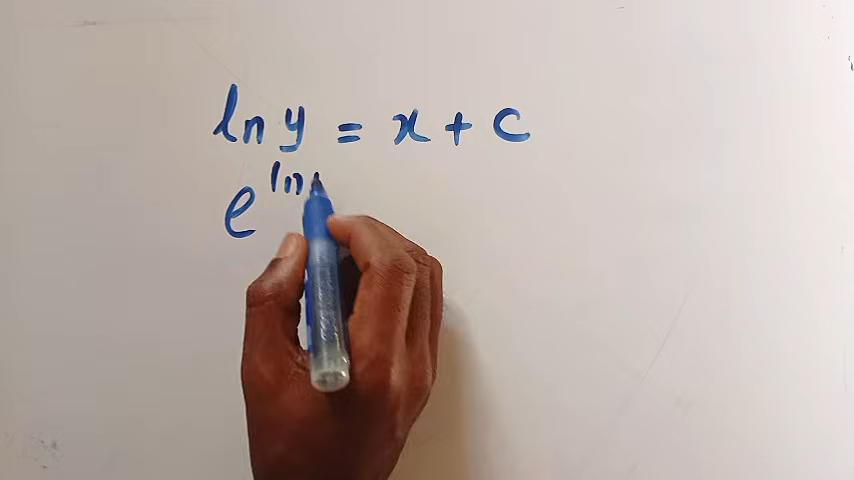 ln y = x + c
e^ln